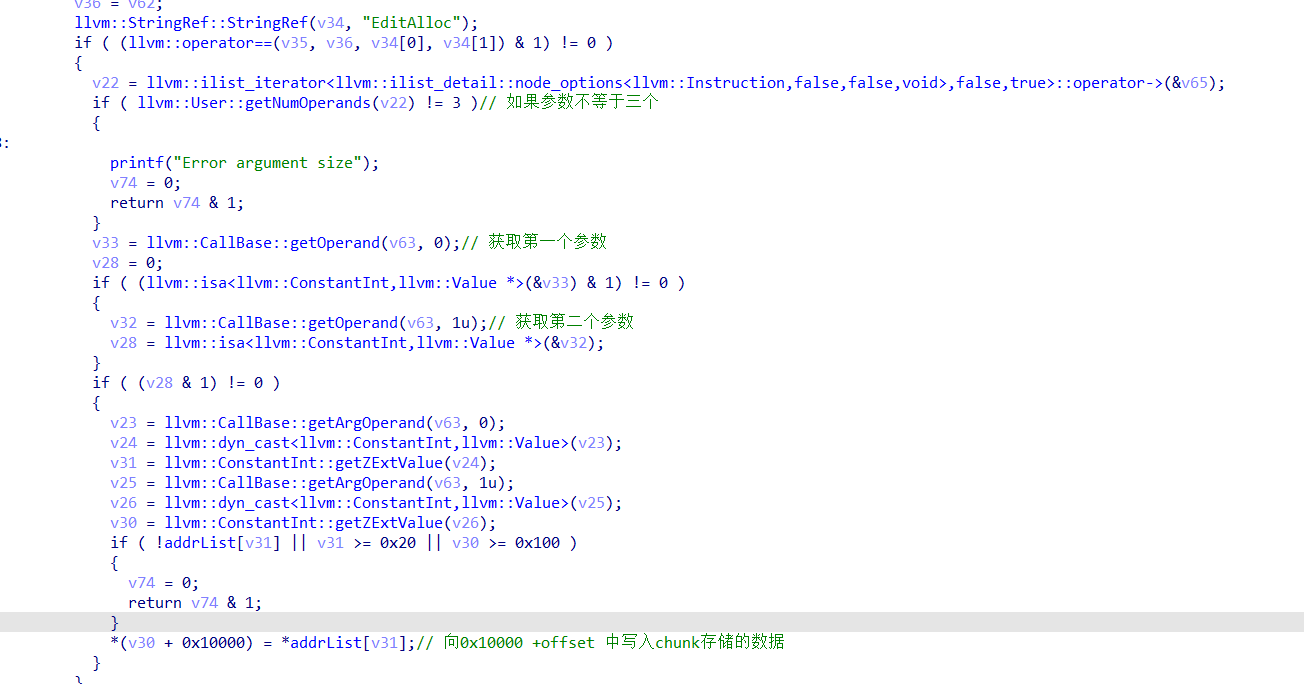 v36 = v62;
llvm::StringRef::StringRef(v34, "EditAlloc");
if ( (llvm::operator==(v35, v36, v34[0], v34[1]) & 1) != 0 )
{
v22 = llvm::ilist_iterator<llvm::ilist_detail::node_options<llvm::Instruction,false,false,void>,false,true>::operator->(&v65);
if ( llvm::User::getNumOperands(v22) != 3 )// 如果参数不等于三个
{
:
printf("Error argument size");
v74 = 0;
return v74 & 1;
}
v33 = llvm::CallBase::getOperand(v63, 0);// 获取第一个参数
v28 = 0;
if ( (llvm::isa<llvm::ConstantInt,llvm::Value *>(&v33) & 1) != 0 )
{
v32 = llvm::CallBase::getOperand(v63, 1u);// 获取第二个参数
v28 = llvm::isa<llvm::ConstantInt,llvm::Value *>(&v32);
}
if ( (v28 & 1) != 0 )
{
v23 = llvm::CallBase::getArgOperand(v63, 0);
v24 = llvm::dyn_cast<llvm::ConstantInt,llvm::Value>(v23);
v31 = llvm::ConstantInt::getZExtValue(v24);
v25 = llvm::CallBase::getArgOperand(v63, 1u);
v26 = llvm::dyn_cast<llvm::ConstantInt,llvm::Value>(v25);
v30 = llvm::ConstantInt::getZExtValue(v26);
if ( !addrList[v31] || v31 >= 0x20 || v30 >= 0x100 )
{
v74 = 0;
return v74 & 1;
}
*(v30 + 0x10000) = *addrList[v31];// 向0x10000 +offset 中写入chunk存储的数据
}
}